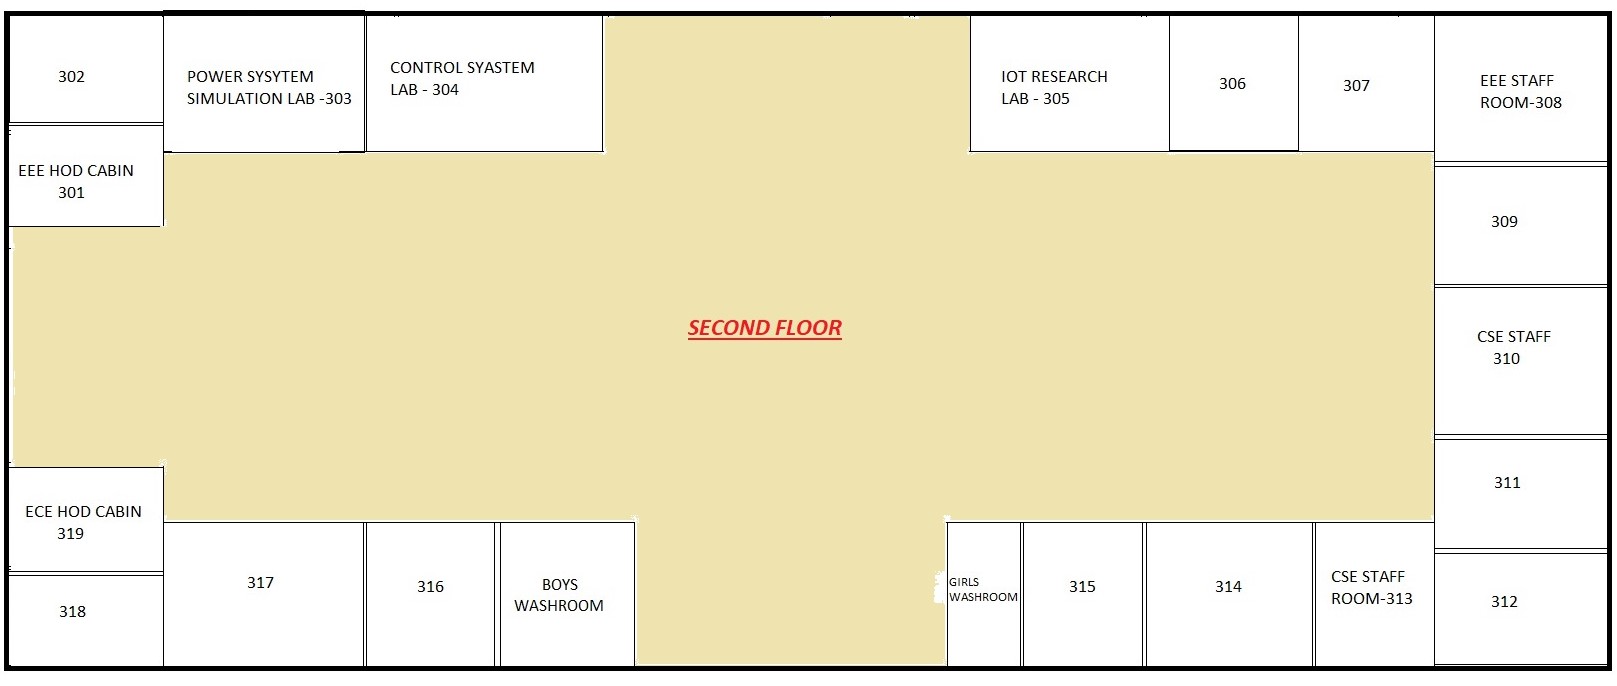 302
POWER SYSYTEM
SIMULATION LAB -303
CONTROL SYASTEM
LAB - 304
IOT RESEARCH
LAB - 305
306
307
EEE STAFF
ROOM-308
EEE HOD CABIN
301
309
SECOND FLOOR
CSE STAFF
310
311
ECE HOD CABIN
319
318
317
316
BOYS
WASHROOM
GIRLS
WASHROOM
315
314
CSE STAFF
ROOM-313
312